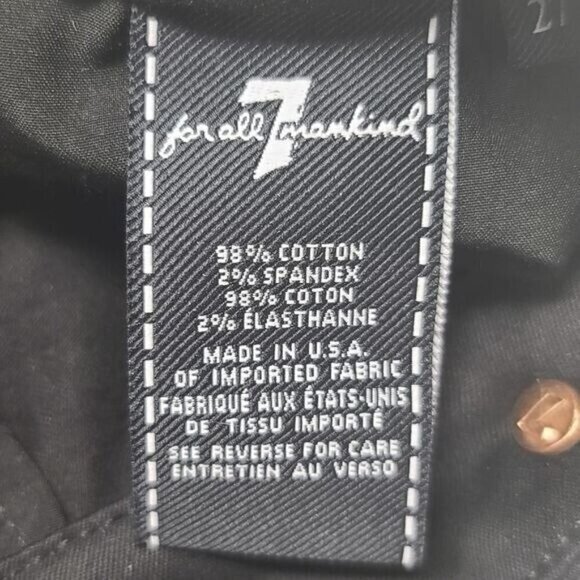 for all 7 mankind
98% COTTON
2% SPANDEX
98% COTON
2% ÉLASTHANNE
MADE IN U.S.A.
OF IMPORTED FABRIC
FABRIQUÉ AUX ÉTATS-UNIS
DE TISSU IMPORTÉ
SEE REVERSE FOR CARE
ENTRETIEN AU VERSO